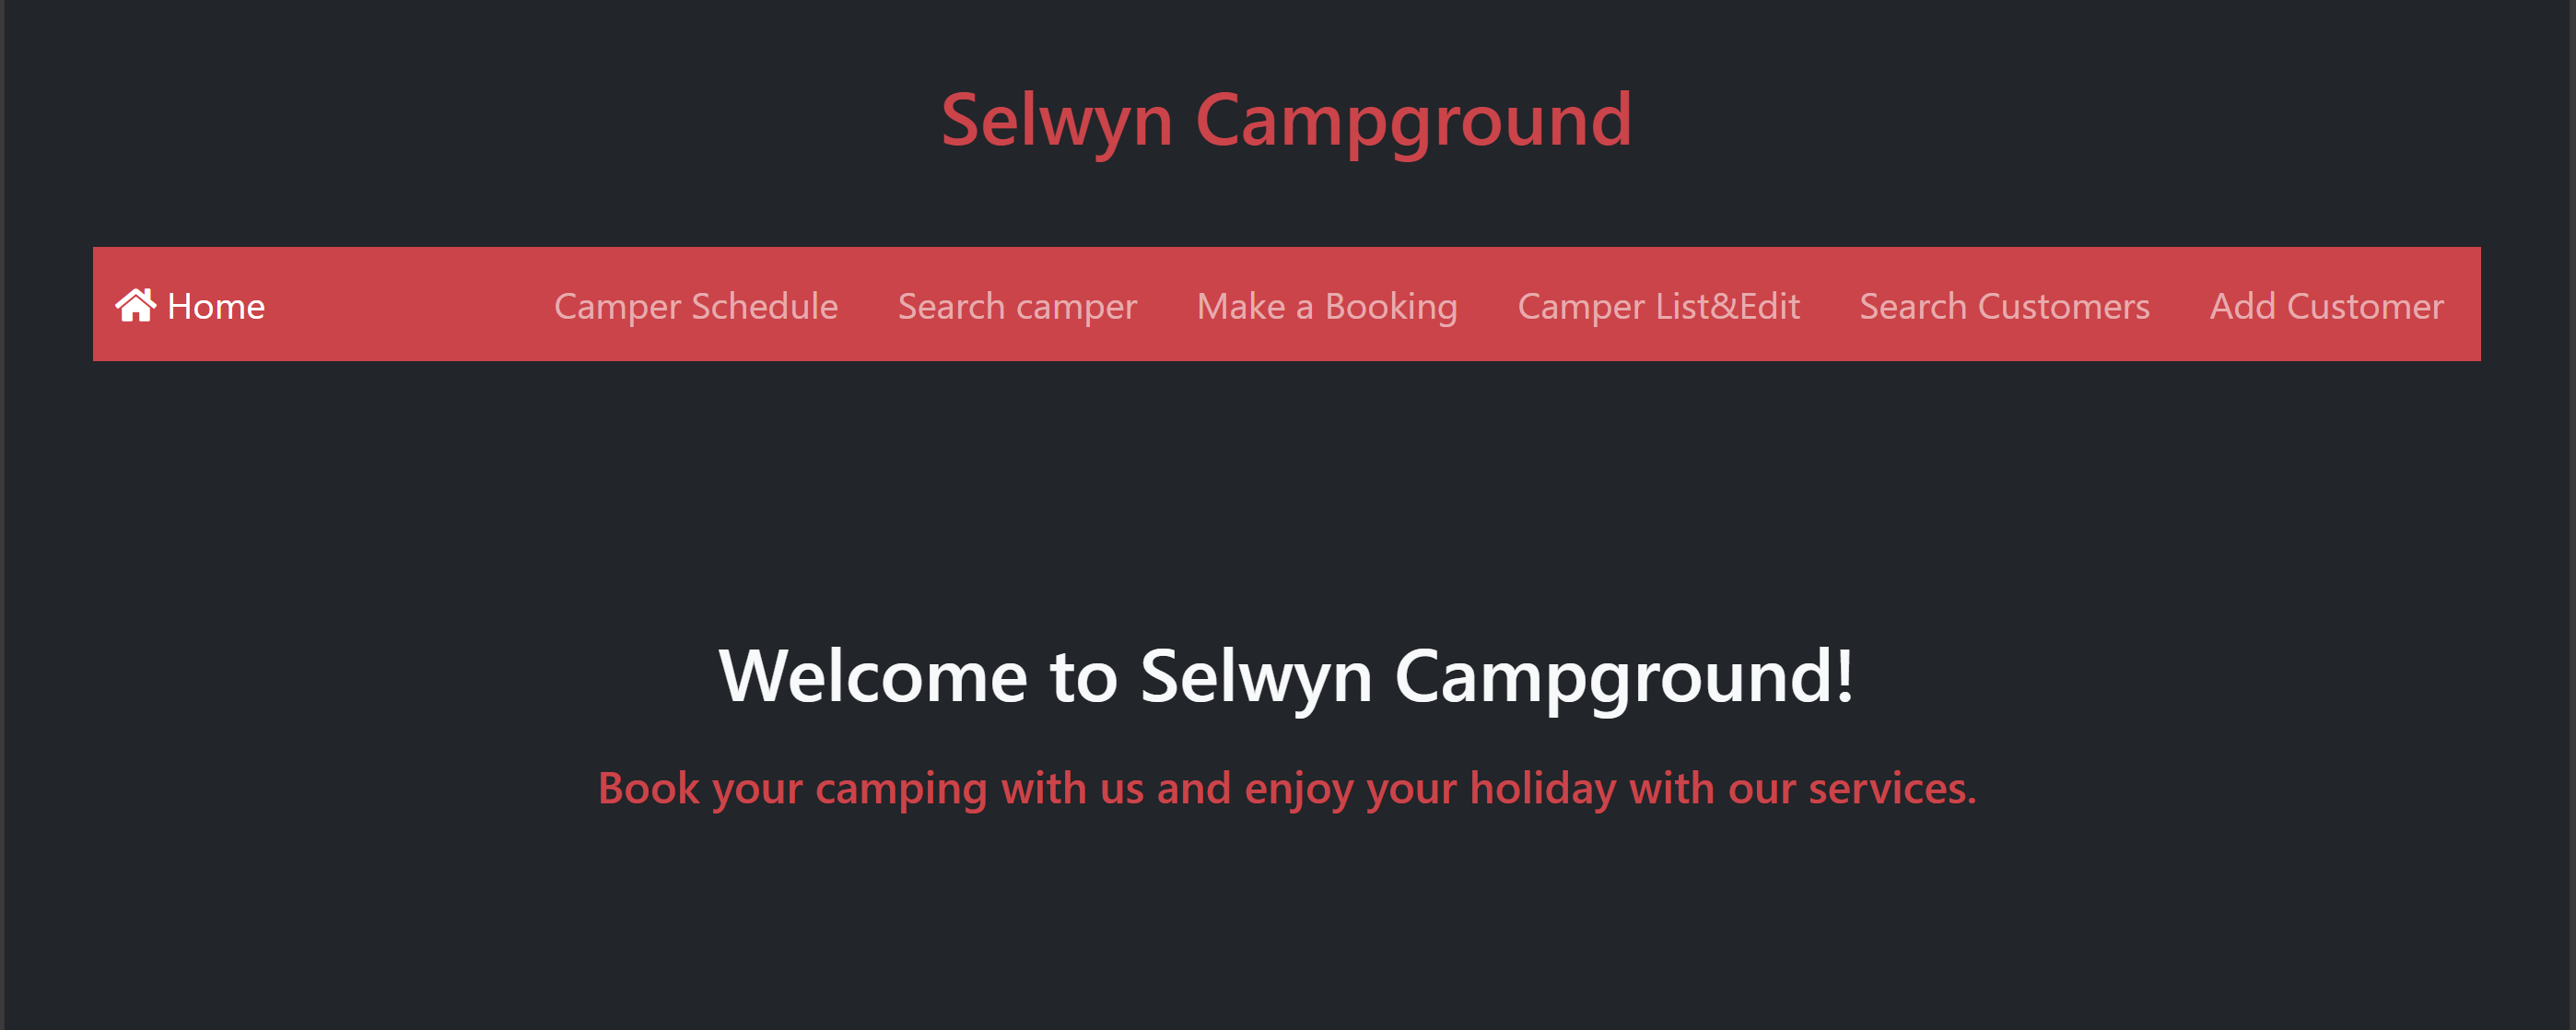 Selwyn Campground
Home Camper Schedule Search camper Make a Booking Camper List&Edit Search Customers Add Customer
Welcome to Selwyn Campground!
Book your camping with us and enjoy your holiday with our services.